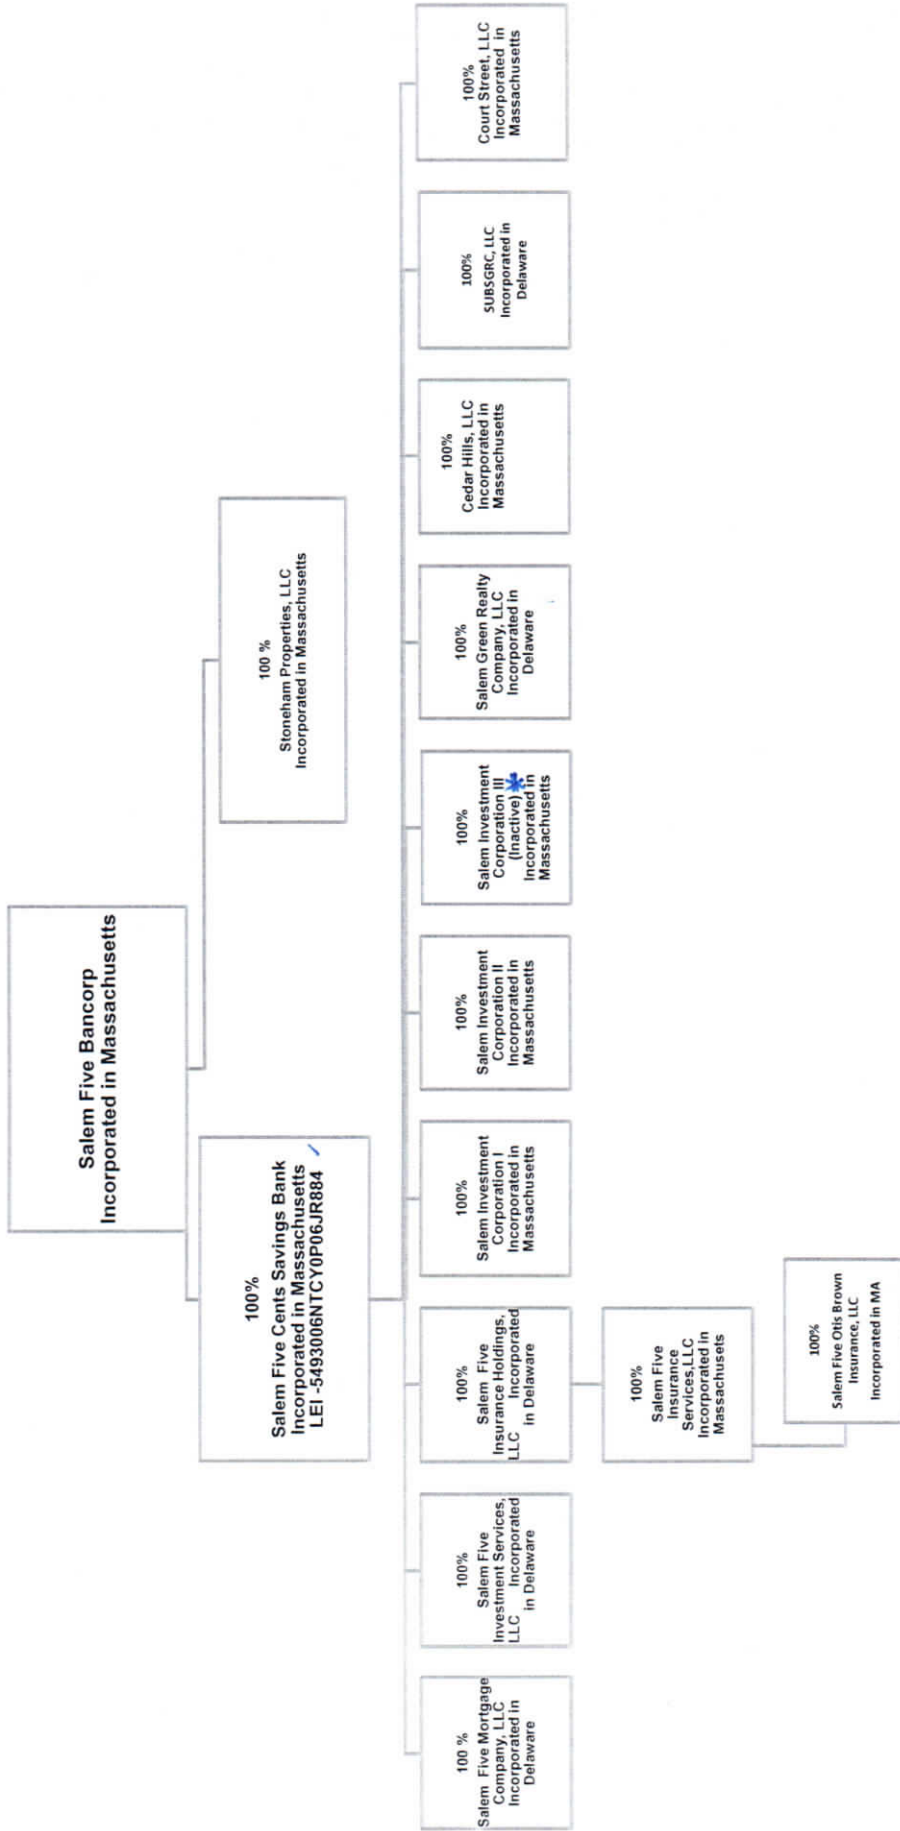 Salem Five Bancorp
Incorporated in Massachusetts
100%
Salem Five Cents Savings Bank
Incorporated in Massachusetts
LEI -5493006NTCY0P06JR884
100 %
Stoneham Properties, LLC
Incorporated in Massachusetts
100 %
Salem Five Mortgage
Company, LLC
Incorporated in
Delaware
100%
Salem Five
Investment Services,
LLC Incorporated
in Delaware
100%
Salem Five
Insurance Holdings,
LLC Incorporated
in Delaware
100%
Salem Investment
Corporation I
Incorporated in
Massachusetts
100%
Salem Investment
Corporation II
Incorporated in
Massachusetts
100%
Salem Investment
Corporation III
(Inactive) *
Incorporated in
Massachusetts
100%
Salem Green Realty
Company, LLC
Incorporated in
Delaware
100%
Cedar Hills, LLC
Incorporated in
Massachusetts
100%
SUBSGRC, LLC
Incorporated in
Delaware
100%
Court Street, LLC
Incorporated in
Massachusetts
100%
Salem Five
Insurance
Services,LLC
Incorporated in
Massachusets
100%
Salem Five Otis Brown
Insurance, LLC
Incorporated in MA